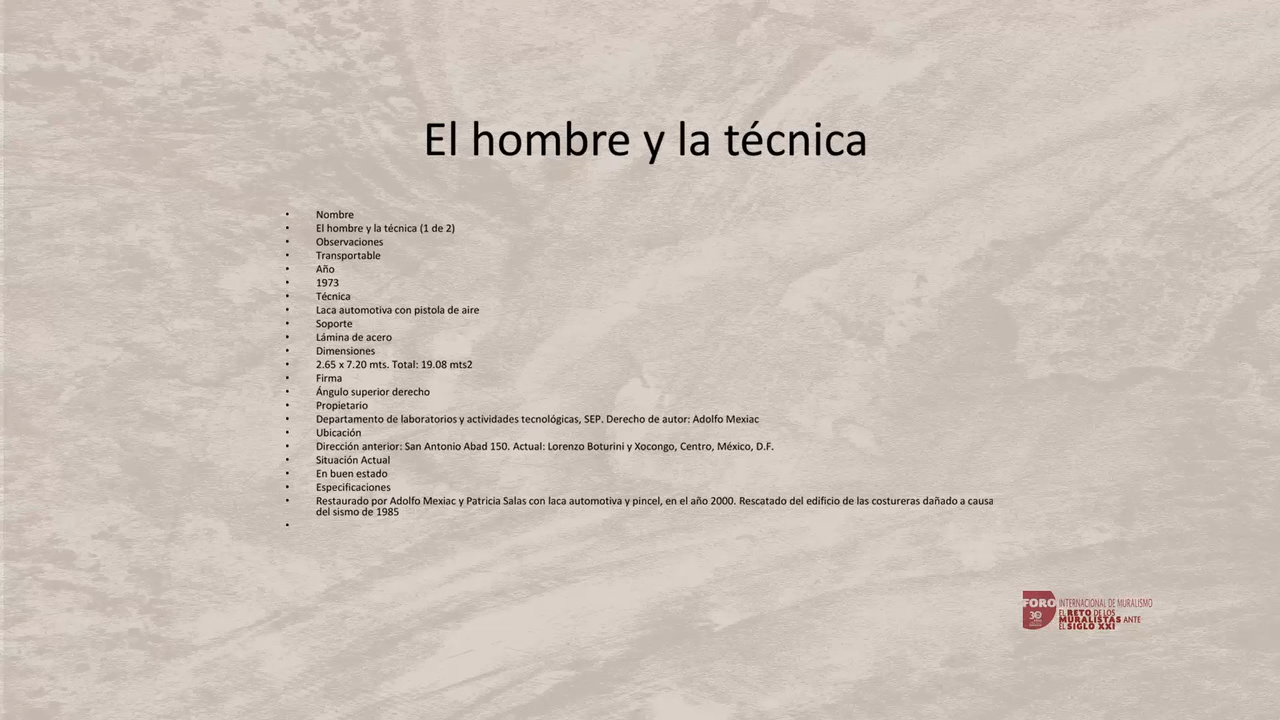 El hombre y la técnica
• Nombre
• El hombre y la técnica (1 de 2)
• Observaciones
• Transportable
• Año
• 1973
• Técnica
• Laca automotiva con pistola de aire
• Soporte
• Lámina de acero
• Dimensiones
• 2.65 x 7.20 mts. Total: 19.08 mts2
• Firma
• Ángulo superior derecho
• Propietario
• Departamento de laboratorios y actividades tecnológicas, SEP. Derecho de autor: Adolfo Mexiac
• Ubicación
• Dirección anterior: San Antonio Abad 150. Actual: Lorenzo Boturini y Xocongo, Centro, México, D.F.
• Situación Actual
• En buen estado
• Especificaciones
• Restaurado por Adolfo Mexiac y Patricia Salas con laca automotiva y pincel, en el año 2000. Rescatado del edificio de las costureras dañado a causa
del sismo de 1985
•
FORO INTERNACIONAL DE MURALISMO
30
EL RETO DE LOS
MURALISTAS ANTE
EL SIGLO XXI